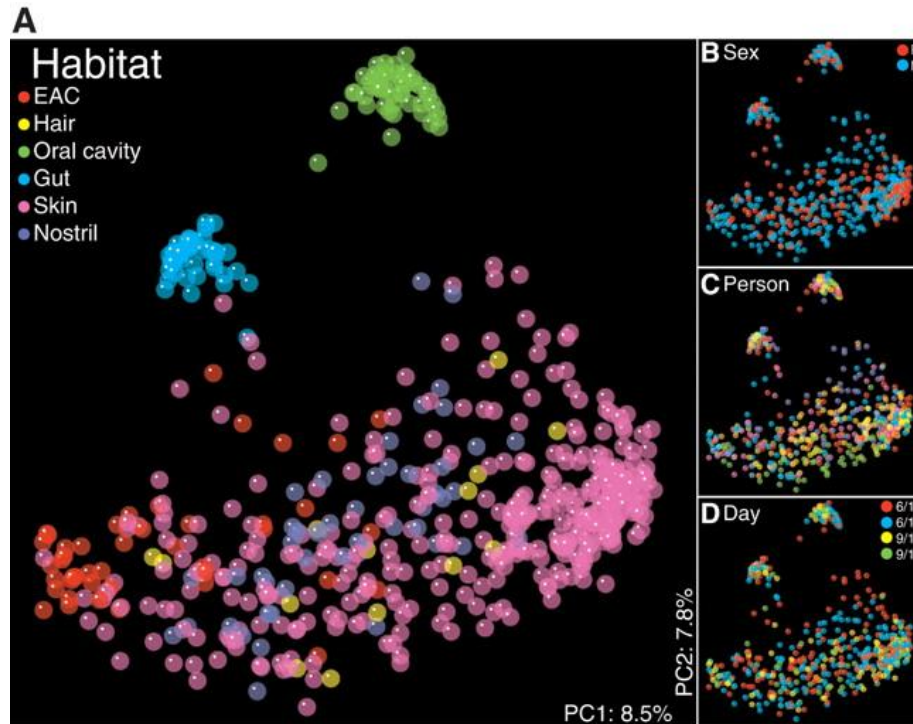 A
Habitat
EAC
Hair
Oral cavity
Gut
Skin
Nostril
PC1: 8.5%
PC2: 7.8%
B Sex
C Person
D Day
6/1
6/1
9/1
9/1